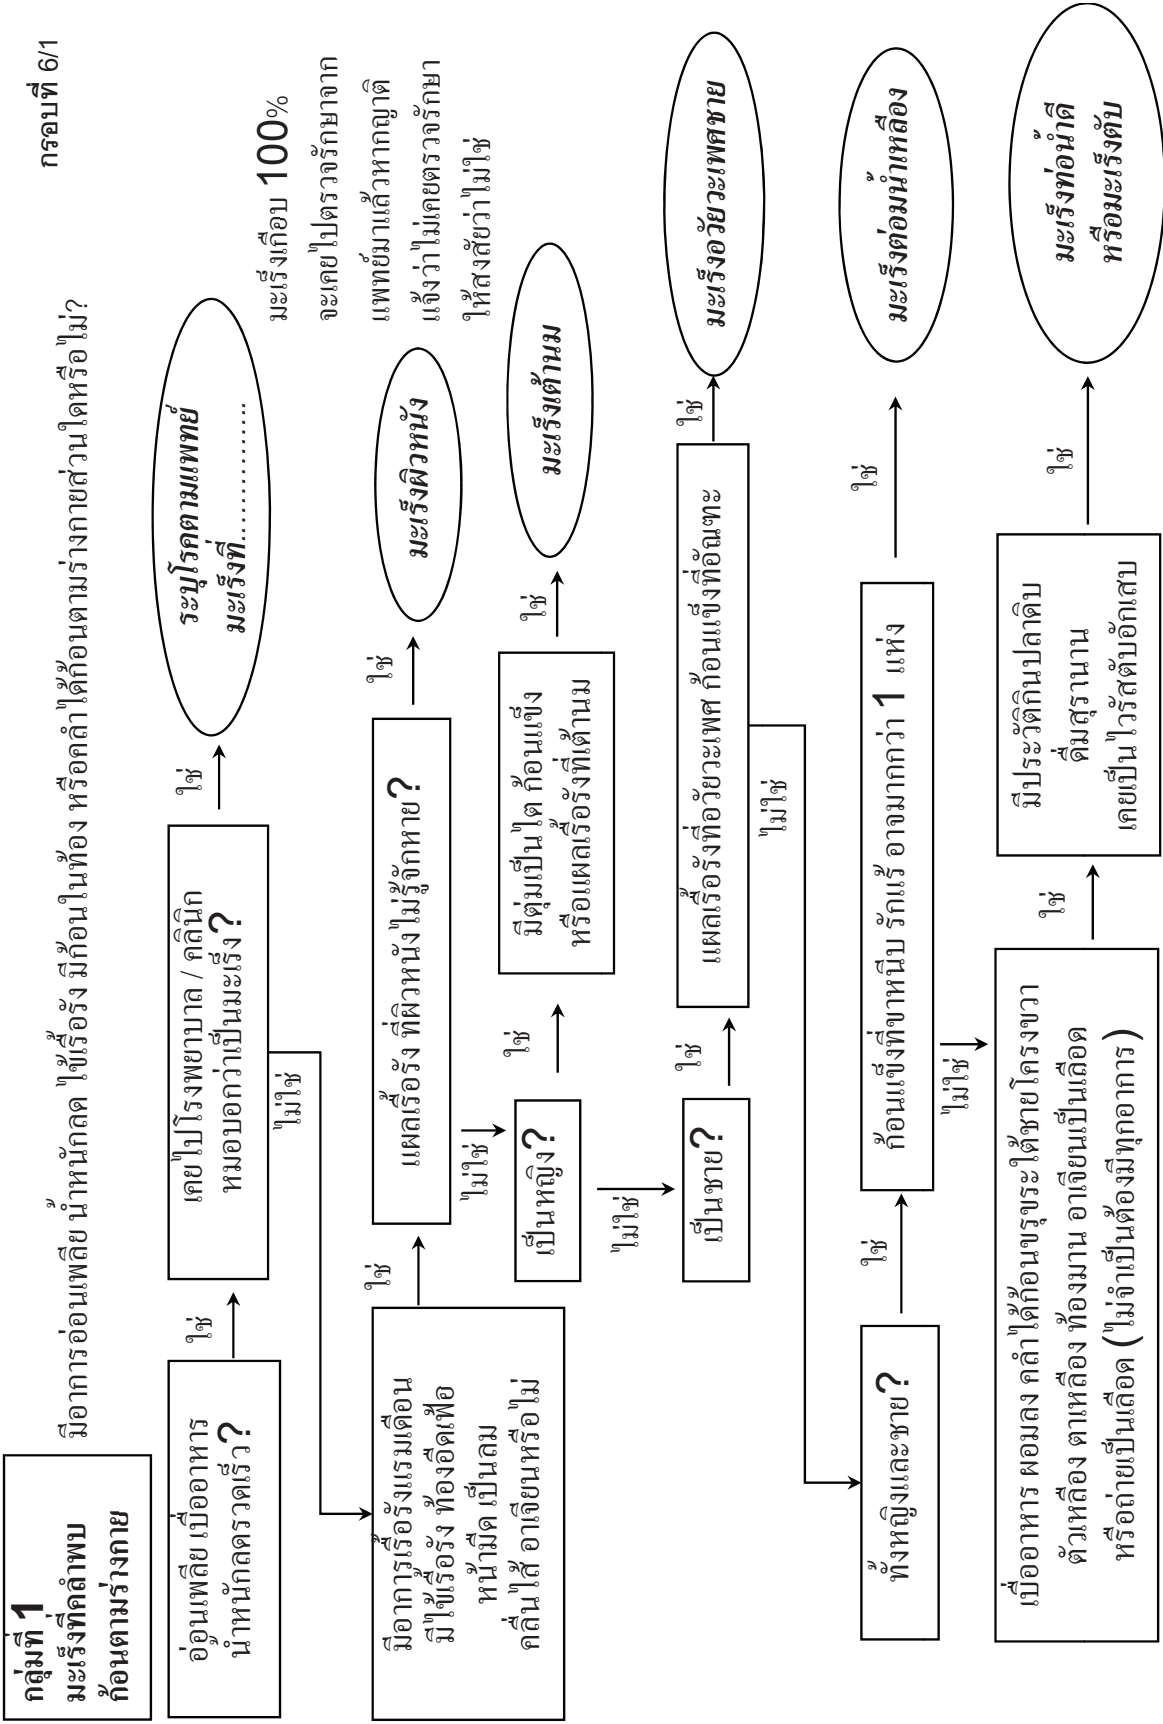 กรอบที่ 6/1
กลุ่มที่ 1
มะเร็งที่คลำพบ
ก้อนตามร่างกาย
มีอาการอ่อนเพลีย น้ำหนักลด ไข้เรื้อรัง มีก้อนในท้อง หรือคลำได้ก้อนตามร่างกายส่วนใดหรือไม่?
อ่อนเพลีย เบื่ออาหาร
น้ำหนักลดรวดเร็ว?
ใช่
เคยไปโรงพยาบาล / คลินิก
หมอบอกว่าเป็นมะเร็ง?
ใช่
ระบุโรคตามแพทย์
มะเร็งที่................
มะเร็งเกือบ 100%
จะเคยไปตรวจรักษาจาก
แพทย์มาแล้วหากญาติ
แจ้งว่าไม่เคยตรวจรักษา
ให้สงสัยว่าไม่ใช่
ไม่ใช่
มีอาการเรื้อรังแรมเดือน
มีไข้เรื้อรัง ท้องอืดเฟ้อ
หน้ามืด เป็นลม
คลื่นไส้ อาเจียนหรือไม่
ใช่
แผลเรื้อรัง ที่ผิวหนังไม่รู้จักหาย?
ใช่
มะเร็งผิวหนัง
ไม่ใช่
เป็นหญิง?
ใช่
มีตุ่มเป็นไต ก้อนแข็ง
หรือแผลเรื้อรังที่เต้านม
ใช่
มะเร็งเต้านม
ไม่ใช่
เป็นชาย?
ใช่
แผลเรื้อรังที่อวัยวะเพศ ก้อนแข็งที่อัณฑะ
ใช่
มะเร็งอวัยวะเพศชาย
ไม่ใช่
ทั้งหญิงและชาย?
ใช่
ก้อนแข็งที่ขาหนีบ รักแร้ อาจมากกว่า 1 แห่ง
ใช่
มะเร็งต่อมน้ำเหลือง
ไม่ใช่
เบื่ออาหาร ผอมลง คลำได้ก้อนขรุขระใต้ชายโครงขวา
ตัวเหลือง ตาเหลือง ท้องมาน อาเจียนเป็นเลือด
หรือถ่ายเป็นเลือด (ไม่จำเป็นต้องมีทุกอาการ)
ใช่
มีประวัติกินปลาดิบ
ดื่มสุรานาน
เคยเป็นไวรัสตับอักเสบ
ใช่
มะเร็งท่อน้ำดี
หรือมะเร็งตับ